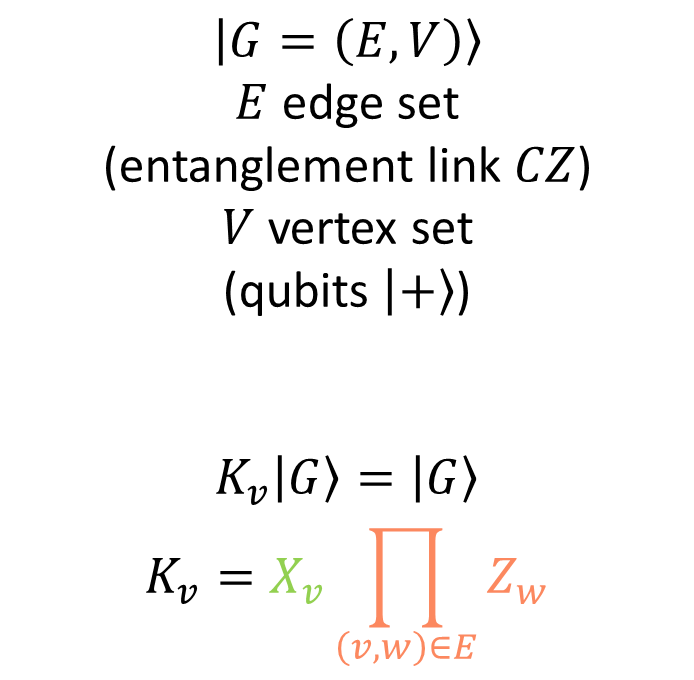 |G = (E, V)⟩
E edge set
(entanglement link CZ)
V vertex set
(qubits |+⟩)
K_v|G⟩ = |G⟩
K_v = X_v ∏_{(v,w)∈E} Z_w